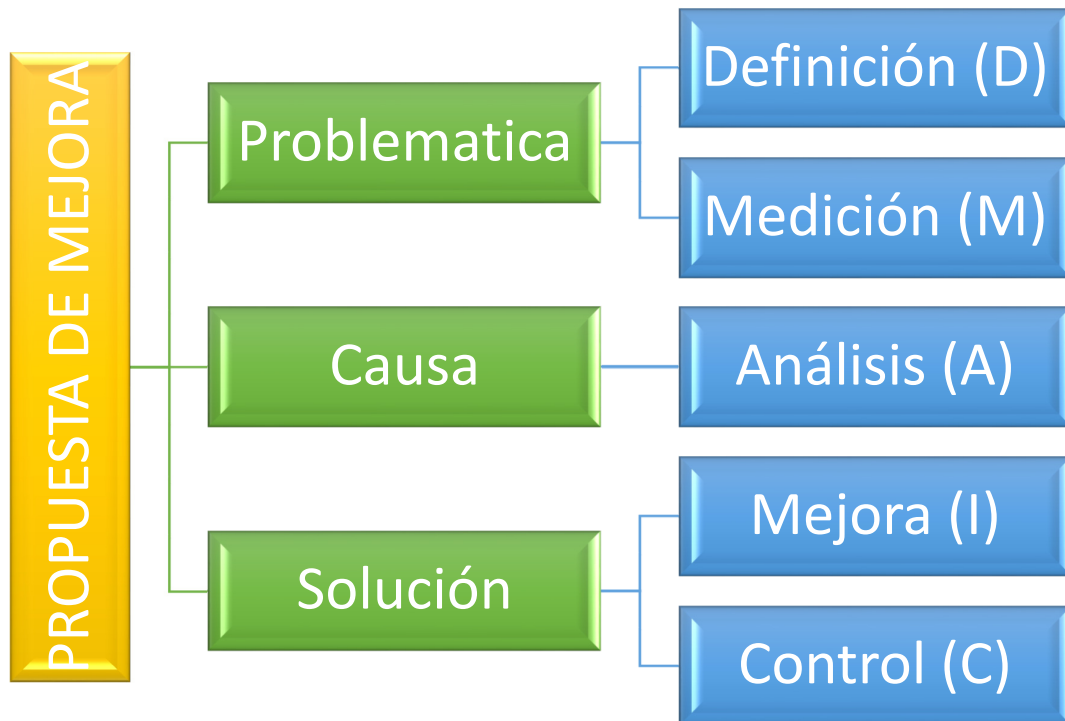 PROPUESTA DE MEJORA
Problematica
Definición (D)
Medición (M)
Causa
Análisis (A)
Solución
Mejora (I)
Control (C)